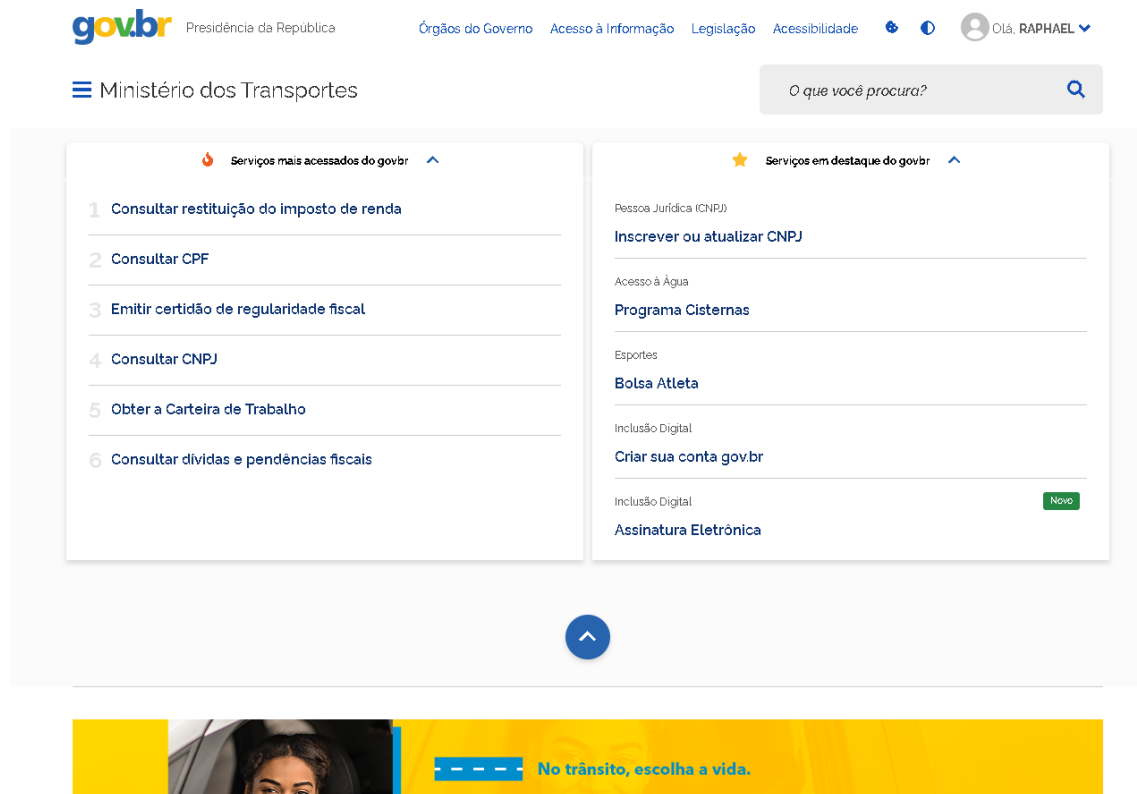 gov.br Presidência da República Órgãos do Governo Acesso à Informação Legislação Acessibilidade Olá, RAPHAEL
Ministério dos Transportes O que você procura?
Serviços mais acessados do govbr
1 Consultar restituição do imposto de renda
2 Consultar CPF
3 Emitir certidão de regularidade fiscal
4 Consultar CNPJ
5 Obter a Carteira de Trabalho
6 Consultar dívidas e pendências fiscais
Serviços em destaque do govbr
Pessoa Jurídica (CNPJ)
Inscrever ou atualizar CNPJ
Acesso à Água
Programa Cisternas
Esportes
Bolsa Atleta
Inclusão Digital
Criar sua conta gov.br
Inclusão Digital Novo
Assinatura Eletrônica
No trânsito, escolha a vida.